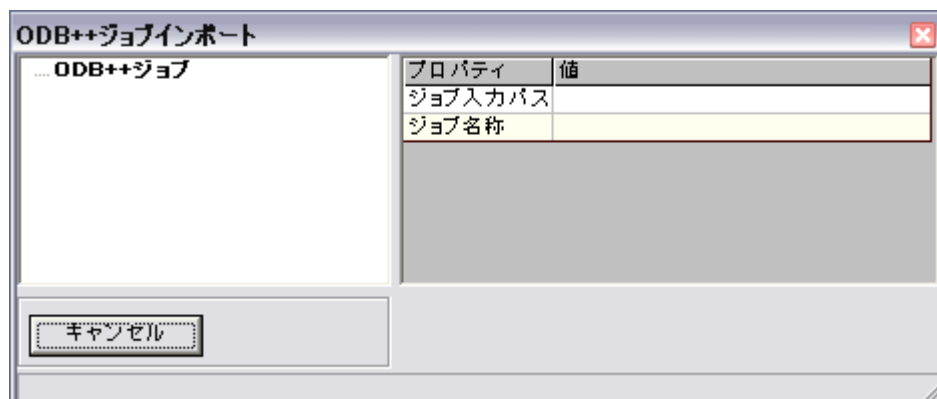 ODB++ジョブインポート
ODB++ジョブ
プロパティ 値
ジョブ入力パス
ジョブ名称
キャンセル